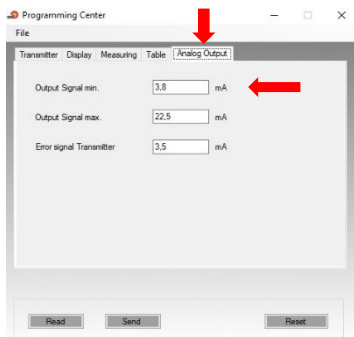 Programming Center
File
Transmitter Display Measuring Table Analog Output
Output Signal min. 3,8 mA
Output Signal max. 22,5 mA
Error signal Transmitter 3,5 mA
Read Send Reset